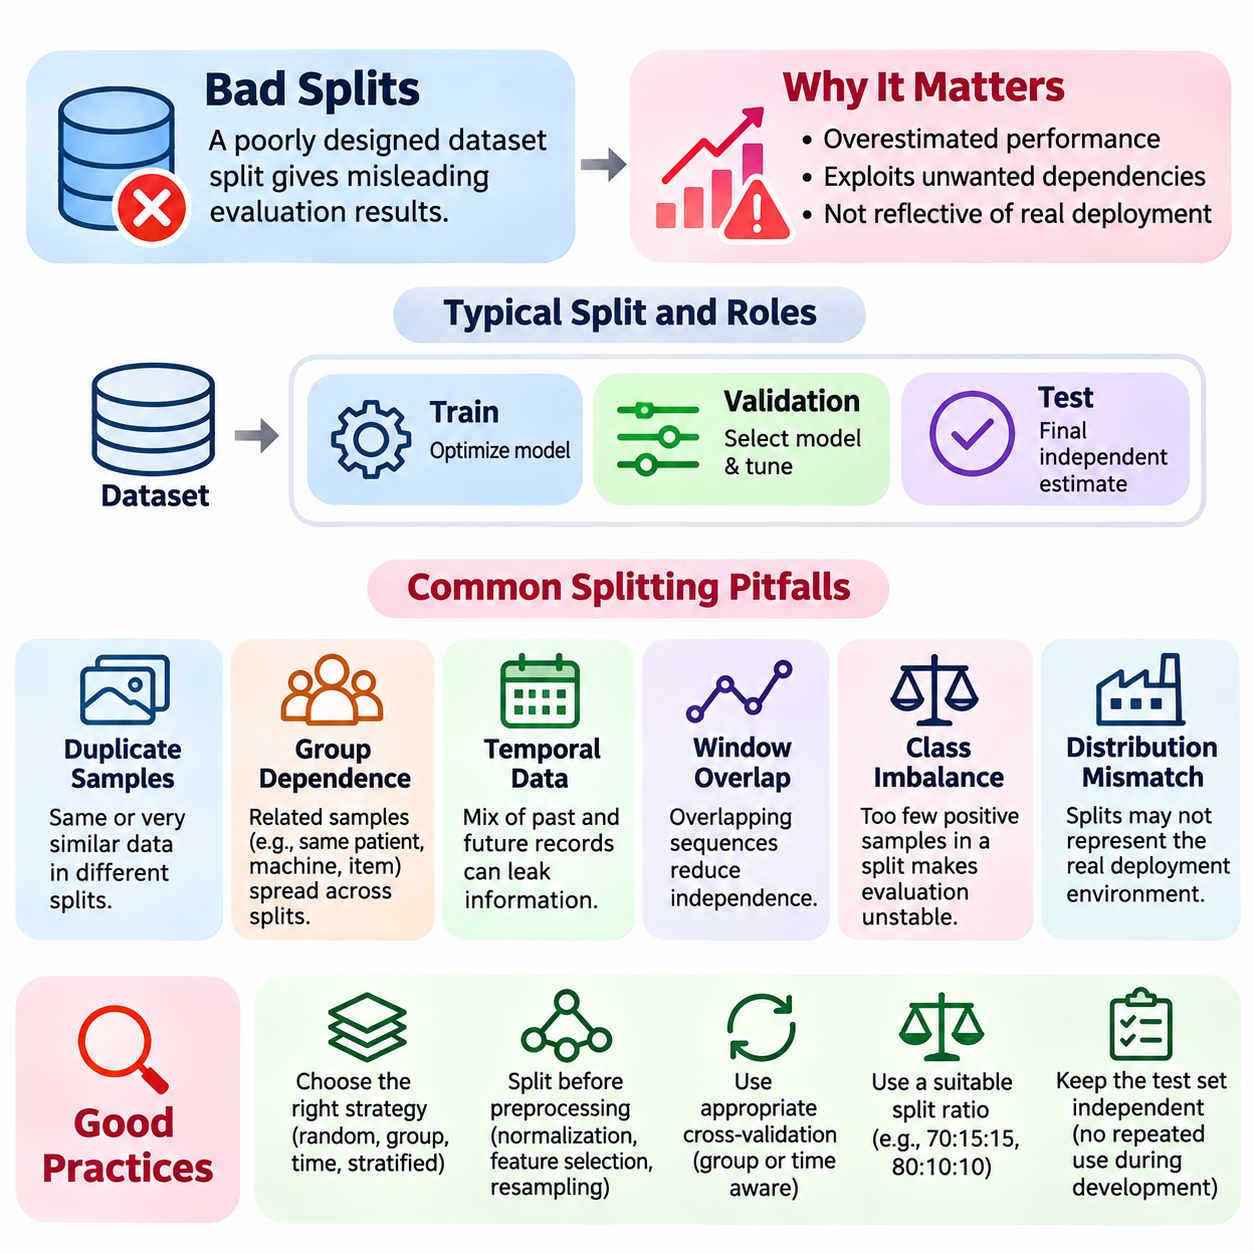 Bad Splits
A poorly designed dataset
split gives misleading
evaluation results.
Why It Matters
• Overestimated performance
• Exploits unwanted dependencies
• Not reflective of real deployment
Typical Split and Roles
Dataset
Train
Optimize model
Validation
Select model
& tune
Test
Final
independent
estimate
Common Splitting Pitfalls
Duplicate
Samples
Same or very
similar data
in different
splits.
Group
Dependence
Related samples
(e.g., same patient,
machine, item)
spread across
splits.
Temporal
Data
Mix of past and
future records
can leak
information.
Window
Overlap
Overlapping
sequences
reduce
independence.
Class
Imbalance
Too few positive
samples in a
split makes
evaluation
unstable.
Distribution
Mismatch
Splits may not
represent the
real deployment
environment.
Good
Practices
Choose the
right strategy
(random, group,
time, stratified)
Split before
preprocessing
(normalization,
feature selection,
resampling)
Use
appropriate
cross-validation
(group or time
aware)
Use a suitable
split ratio
(e.g., 70:15:15,
80:10:10)
Keep the test set
independent
(no repeated
use during
development)